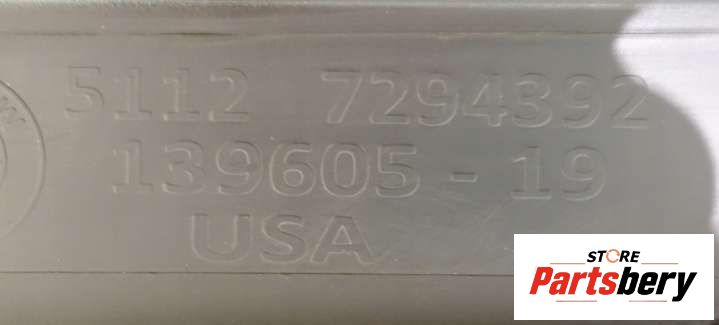 5112 7294392
139605 - 19
USA
STORE
Partsbery